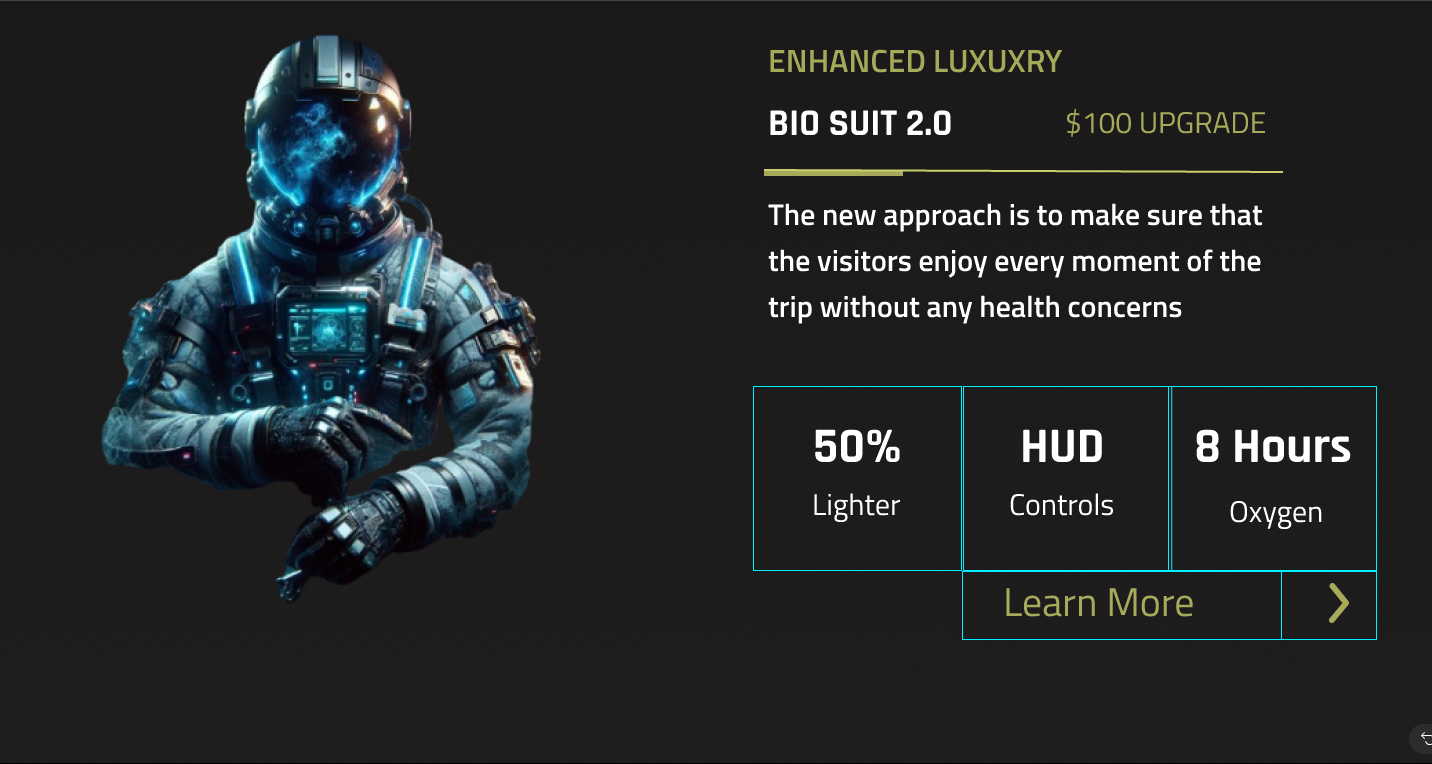 ENHANCED LUXUXRY
BIO SUIT 2.0 $100 UPGRADE
The new approach is to make sure that
the visitors enjoy every moment of the
trip without any health concerns
50% HUD 8 Hours
Lighter Controls Oxygen
Learn More